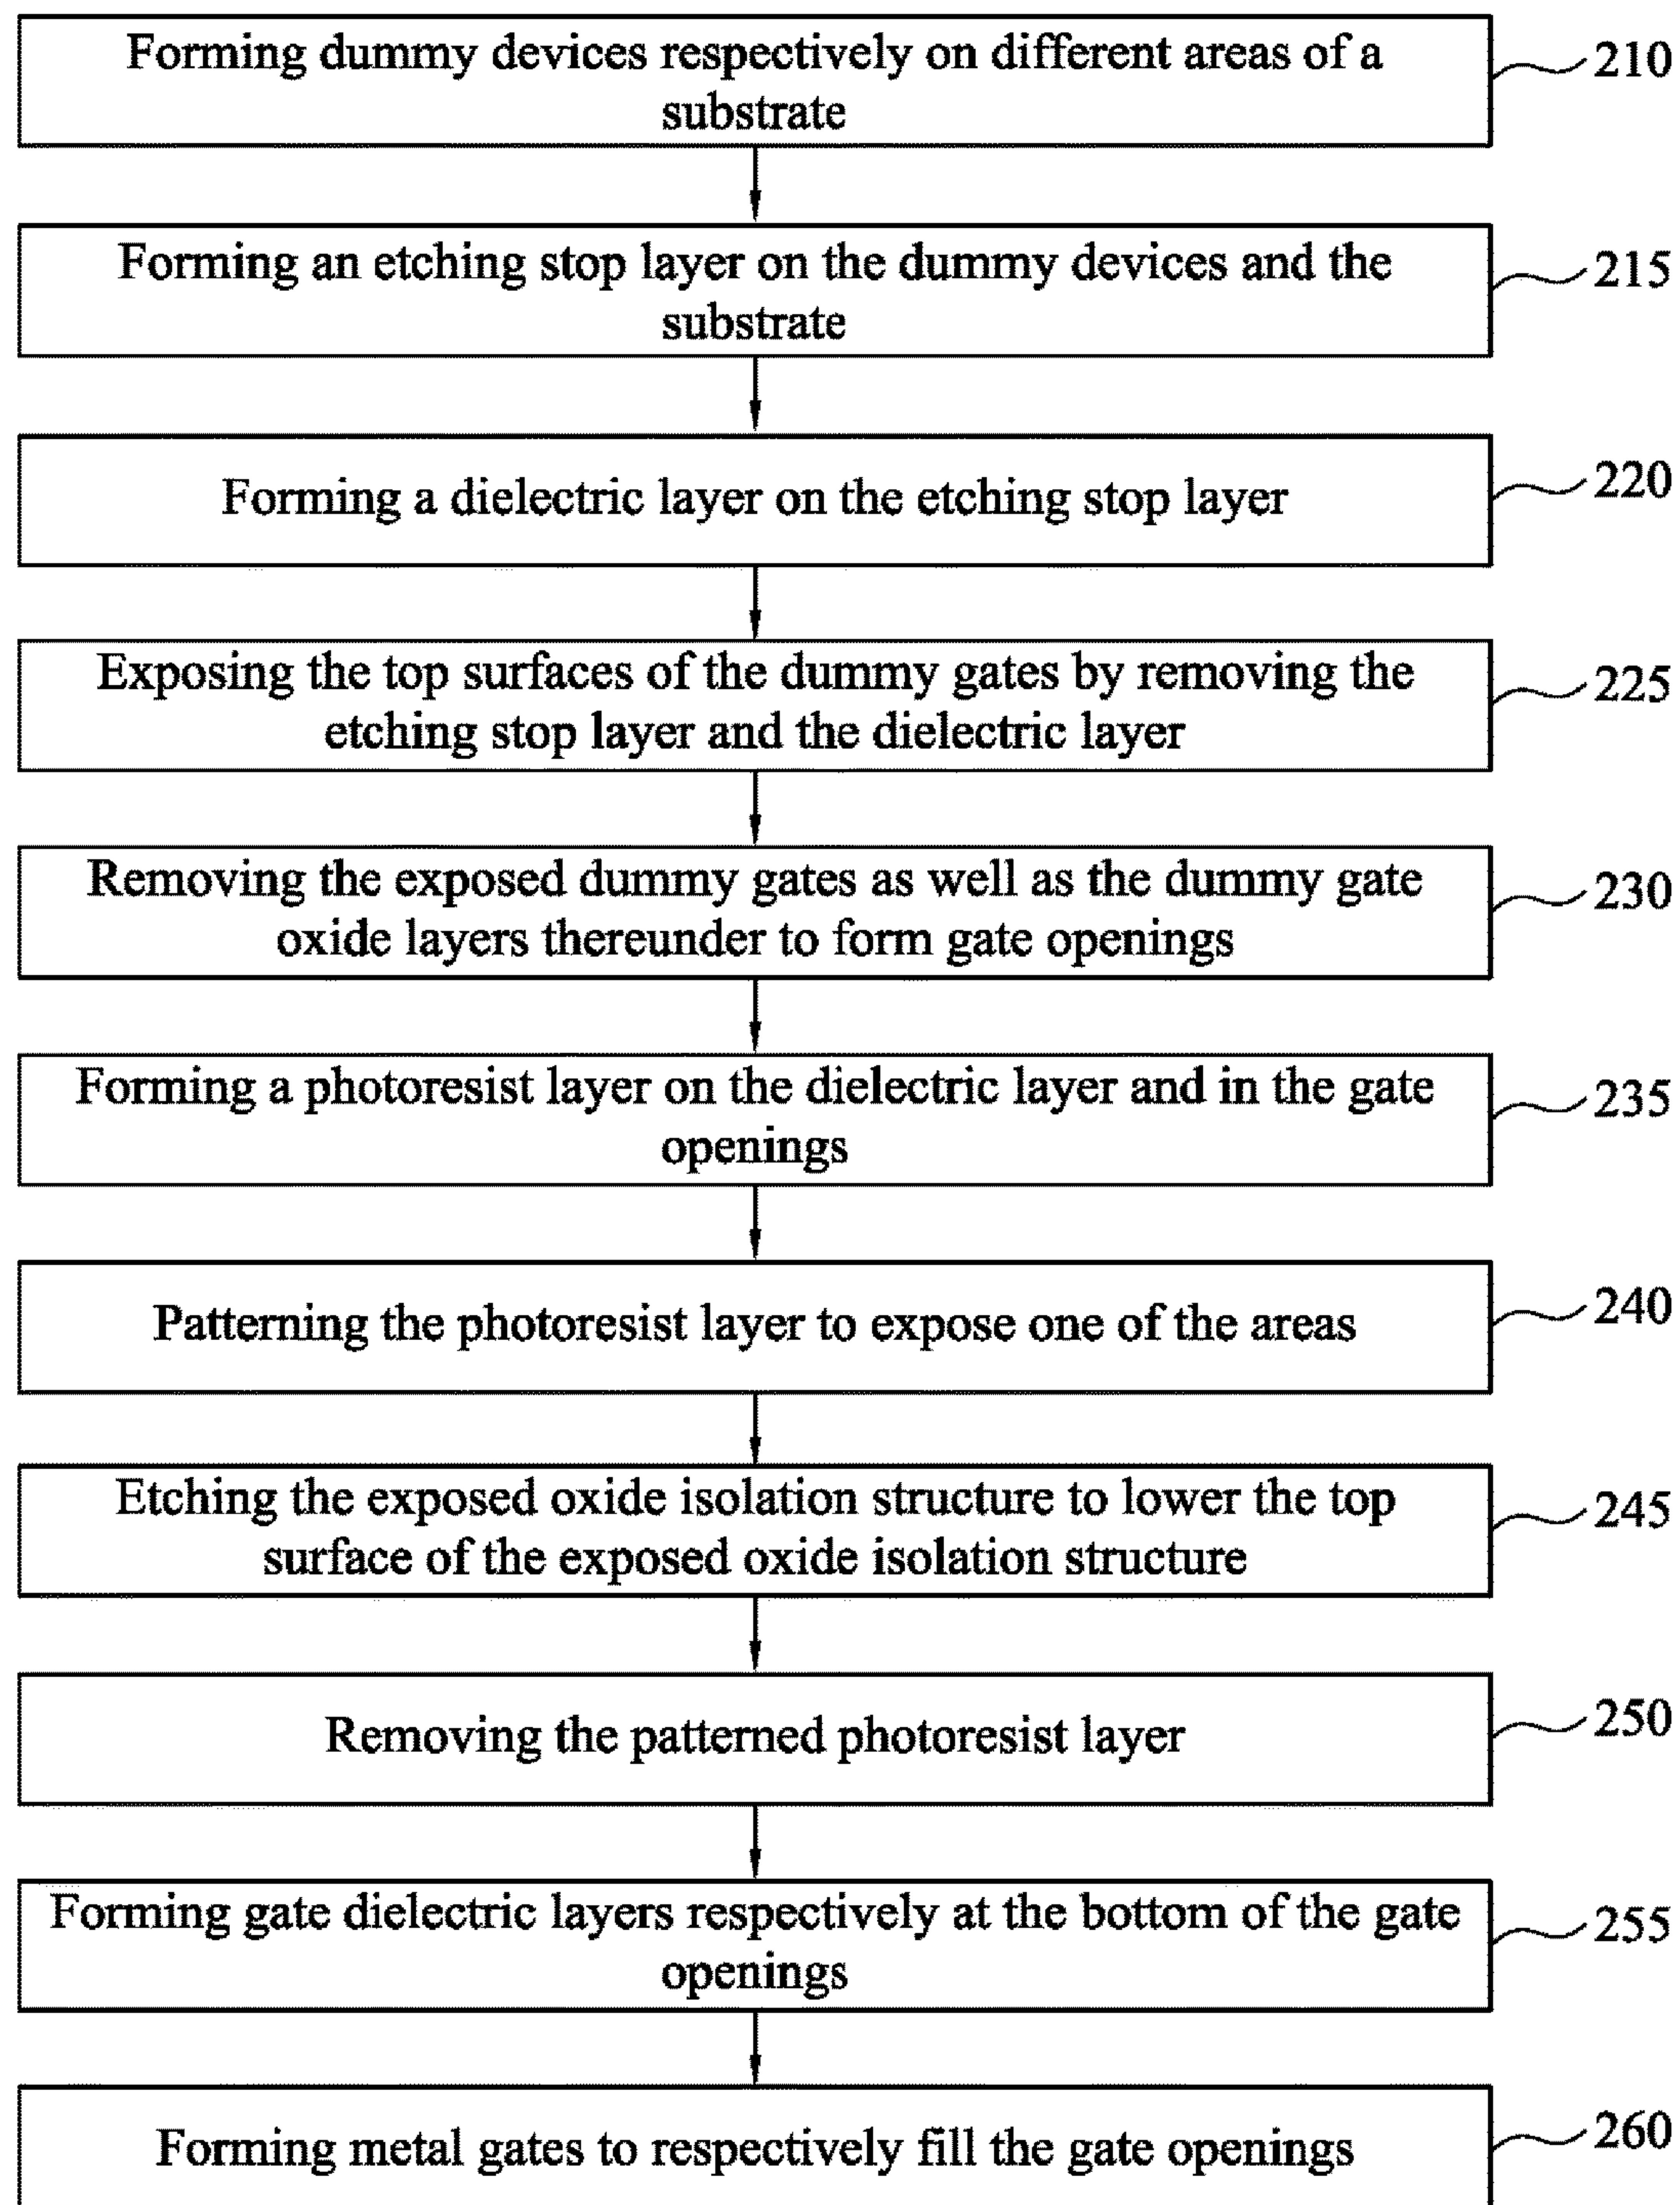 Forming dummy devices respectively on different areas of a
substrate
210
Forming an etching stop layer on the dummy devices and the
substrate
215
Forming a dielectric layer on the etching stop layer
220
Exposing the top surfaces of the dummy gates by removing the
etching stop layer and the dielectric layer
225
Removing the exposed dummy gates as well as the dummy gate
oxide layers thereunder to form gate openings
230
Forming a photoresist layer on the dielectric layer and in the gate
openings
235
Patterning the photoresist layer to expose one of the areas
240
Etching the exposed oxide isolation structure to lower the top
surface of the exposed oxide isolation structure
245
Removing the patterned photoresist layer
250
Forming gate dielectric layers respectively at the bottom of the gate
openings
255
Forming metal gates to respectively fill the gate openings
260